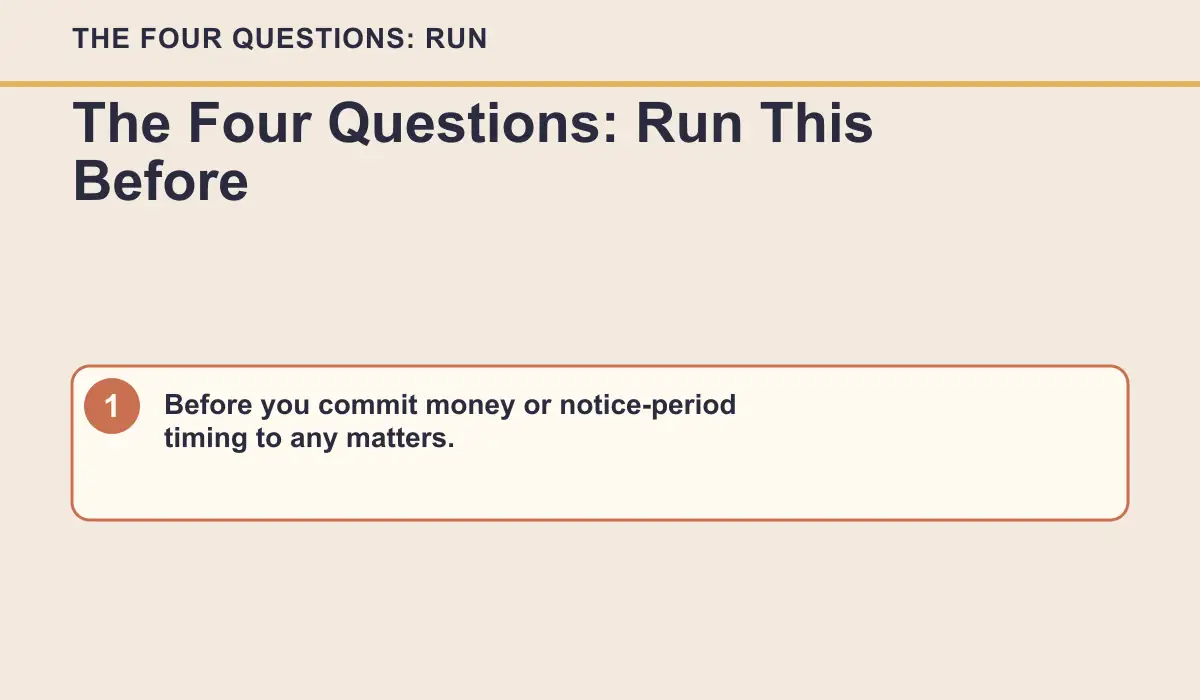 THE FOUR QUESTIONS: RUN
The Four Questions: Run This
Before
1
Before you commit money or notice-period
timing to any matters.